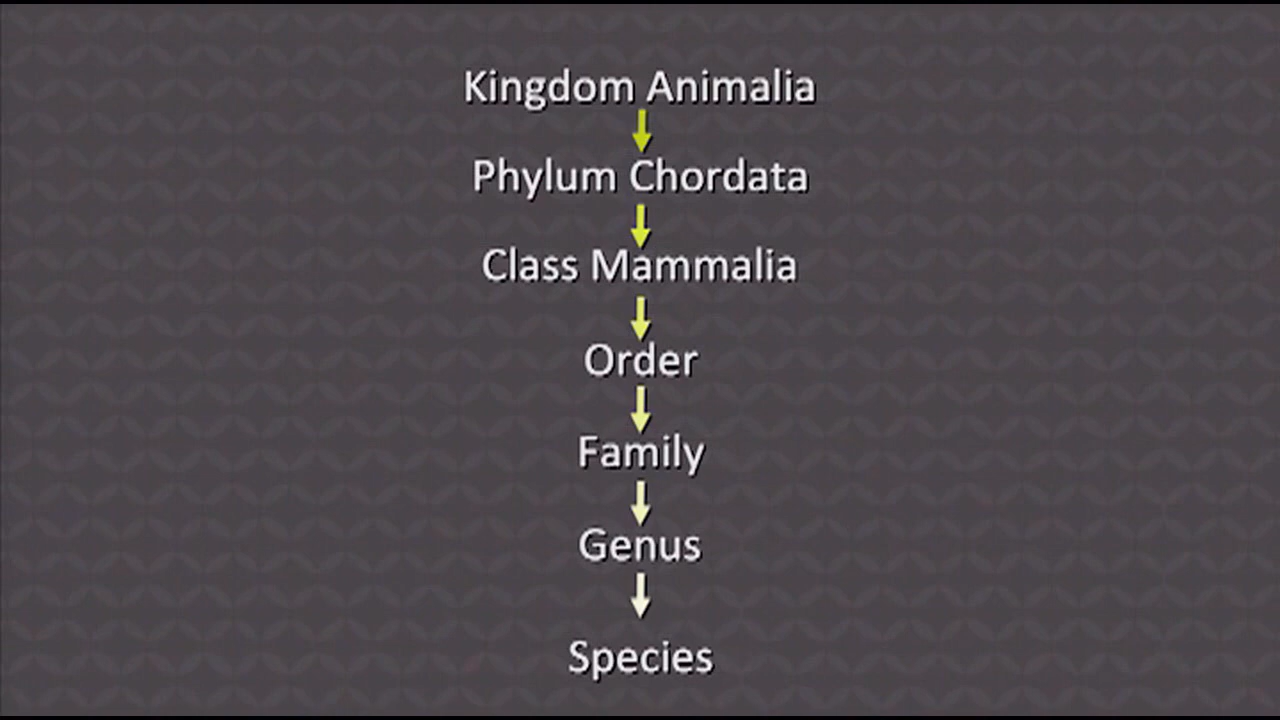 Kingdom Animalia
Phylum Chordata
Class Mammalia
Order
Family
Genus
Species